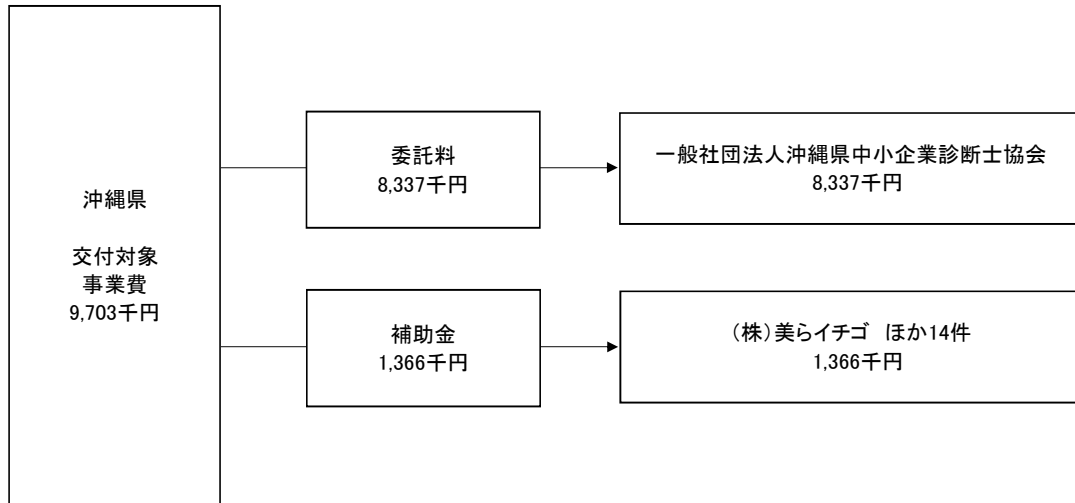 沖縄県
交付対象
事業費
9,703千円
委託料
8,337千円
一般社団法人沖縄県中小企業診断士協会
8,337千円
補助金
1,366千円
（株）美らイチゴ　ほか14件
1,366千円